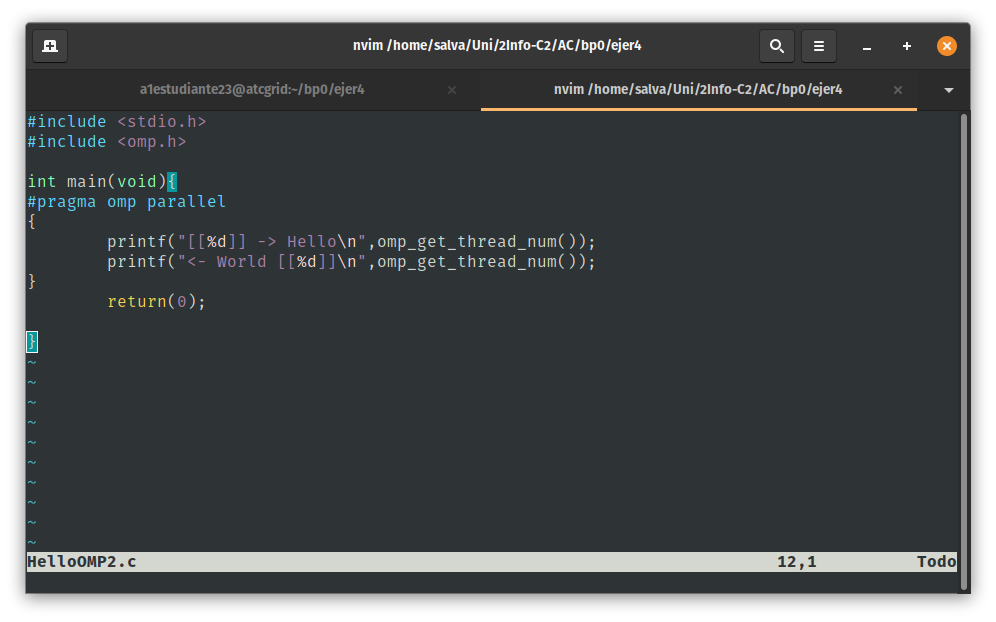 nvim /home/salva/Uni/2Info-C2/AC/bp0/ejer4
a1estudiante23@atcgrid:~/bp0/ejer4 nvim /home/salva/Uni/2Info-C2/AC/bp0/ejer4
#include <stdio.h>
#include <omp.h>
int main(void){
#pragma omp parallel
{
        printf("[[%d]] -> Hello\n",omp_get_thread_num());
        printf("<- World [[%d]]\n",omp_get_thread_num());
}
        return(0);
}
~
~
~
~
~
~
~
~
~
~
HelloOMP2.c 12,1 Todo